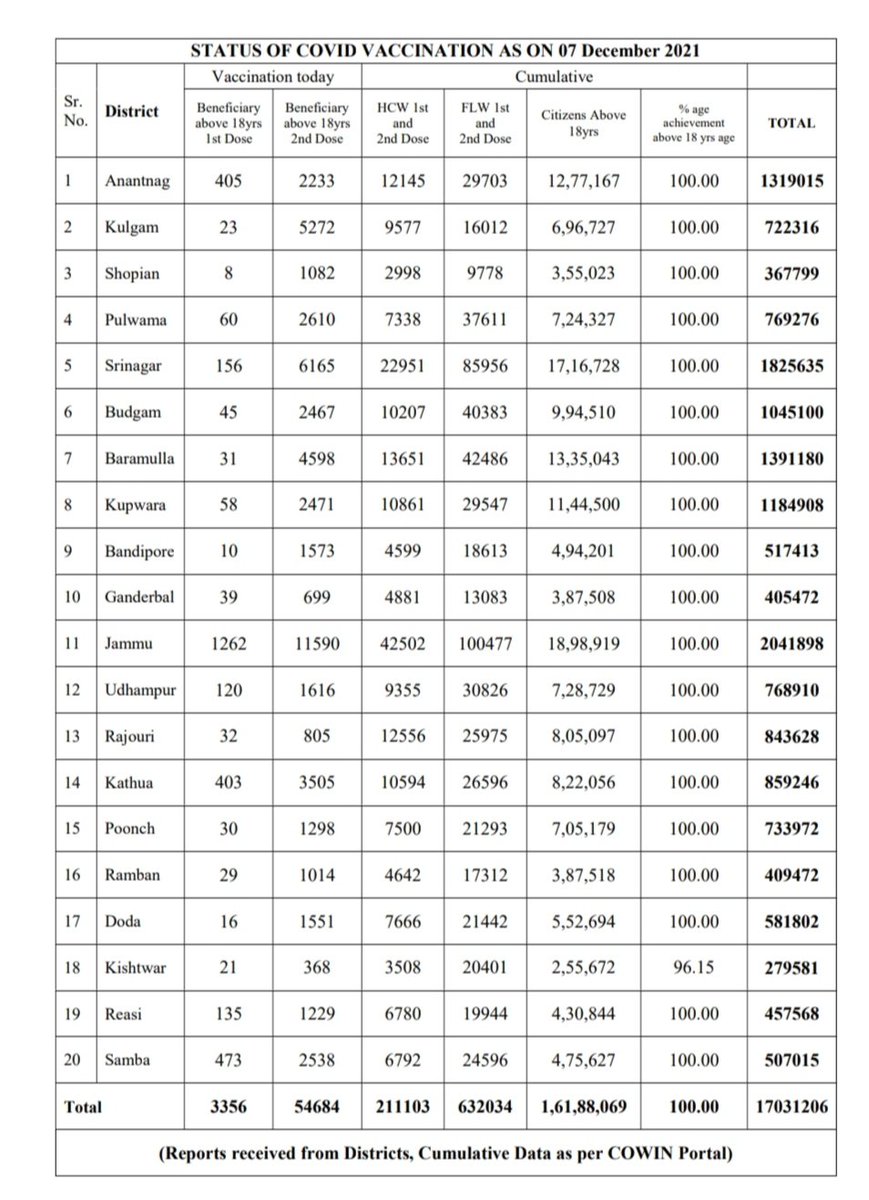 STATUS OF COVID VACCINATION AS ON 07 December 2021
Vaccination today Cumulative
Sr. No. District Beneficiary above 18yrs 1st Dose Beneficiary above 18yrs 2nd Dose HCW 1st and 2nd Dose FLW 1st and 2nd Dose Citizens Above 18yrs % age achievement above 18 yrs age TOTAL
1 Anantnag 405 2233 12145 29703 12,77,167 100.00 1319015
2 Kulgam 23 5272 9577 16012 6,96,727 100.00 722316
3 Shopian 8 1082 2998 9778 3,55,023 100.00 367799
4 Pulwama 60 2610 7338 37611 7,24,327 100.00 769276
5 Srinagar 156 6165 22951 85956 17,16,728 100.00 1825635
6 Budgam 45 2467 10207 40383 9,94,510 100.00 1045100
7 Baramulla 31 4598 13651 42486 13,35,043 100.00 1391180
8 Kupwara 58 2471 10861 29547 11,44,500 100.00 1184908
9 Bandipore 10 1573 4599 18613 4,94,201 100.00 517413
10 Ganderbal 39 699 4881 13083 3,87,508 100.00 405472
11 Jammu 1262 11590 42502 100477 18,98,919 100.00 2041898
12 Udhampur 120 1616 9355 30826 7,28,729 100.00 768910
13 Rajouri 32 805 12556 25975 8,05,097 100.00 843628
14 Kathua 403 3505 10594 26596 8,22,056 100.00 859246
15 Poonch 30 1298 7500 21293 7,05,179 100.00 733972
16 Ramban 29 1014 4642 17312 3,87,518 100.00 409472
17 Doda 16 1551 7666 21442 5,52,694 100.00 581802
18 Kishtwar 21 368 3508 20401 2,55,672 96.15 279581
19 Reasi 135 1229 6780 19944 4,30,844 100.00 457568
20 Samba 473 2538 6792 24596 4,75,627 100.00 507015
Total 3356 54684 211103 632034 1,61,88,069 100.00 17031206
(Reports received from Districts, Cumulative Data as per COWIN Portal)